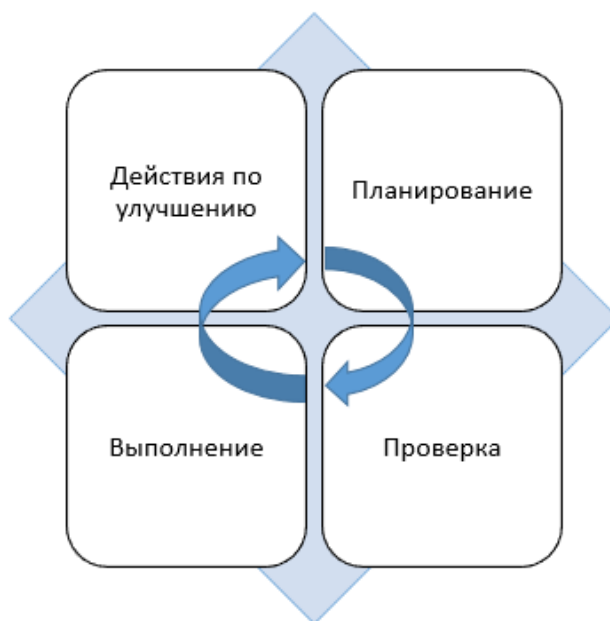 Действия по
улучшению
Планирование
Выполнение
Проверка